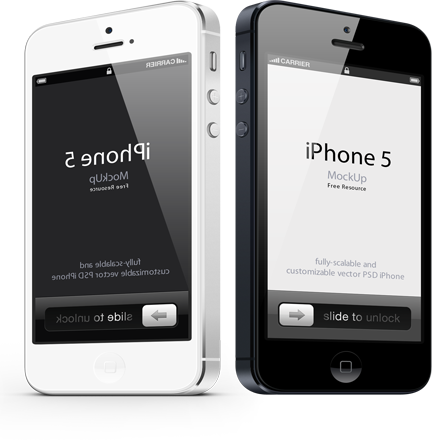 CARRIER
iPhone 5
MockUp
Free Resource
fully-scalable and
customizable vector PSD iPhone
slide to unlock
CARRIER
iPhone 5
MockUp
Free Resource
fully-scalable and
customizable vector PSD iPhone
slide to unlock